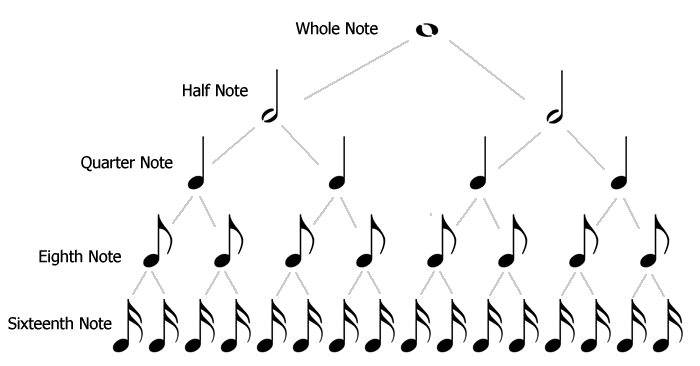 Whole Note
Half Note
Quarter Note
Eighth Note
Sixteenth Note